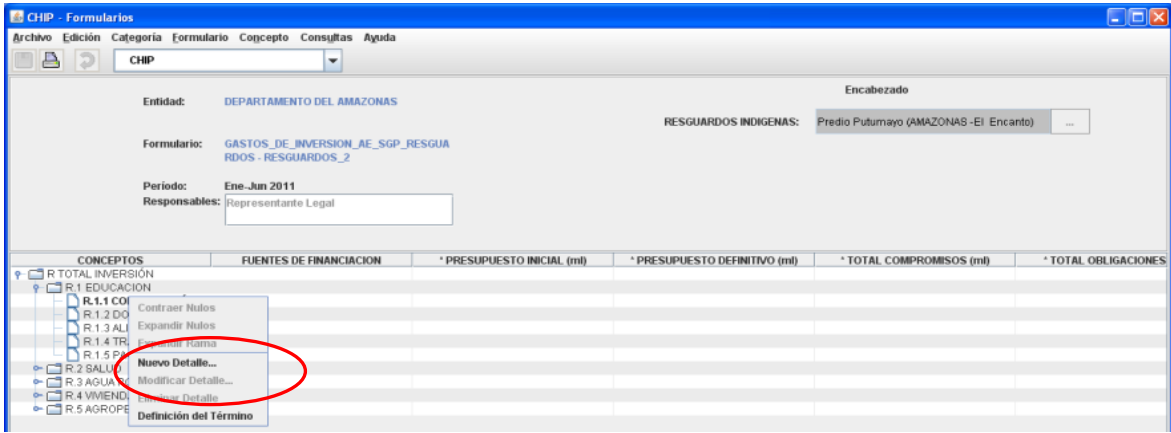 CHIP - Formularios
Archivo Edición Categoría Formulario Concepto Consultas Ayuda
CHIP
Encabezado
Entidad: DEPARTAMENTO DEL AMAZONAS
RESGUARDOS INDIGENAS: Predio Putumayo (AMAZONAS -El Encanto) ...
Formulario: GASTOS_DE_INVERSION_AE_SGP_RESGUA
RDOS - RESGUARDOS_2
Período: Ene-Jun 2011
Responsables: Representante Legal
CONCEPTOS FUENTES DE FINANCIACION * PRESUPUESTO INICIAL (ml) * PRESUPUESTO DEFINITIVO (ml) * TOTAL COMPROMISOS (ml) * TOTAL OBLIGACIONES
R TOTAL INVERSIÓN
R.1 EDUCACION
R.1.1 CO
R.1.2 DO
R.1.3 ALI
R.1.4 TR
R.1.5 PA
R.2 SALUD
R.3 AGUA
R.4 VIVIEND
R.5 AGROPE
Contraer Nulos
Expandir Nulos
Expandir Rama
Nuevo Detalle...
Modificar Detalle...
Eliminar Detalle
Definición del Término